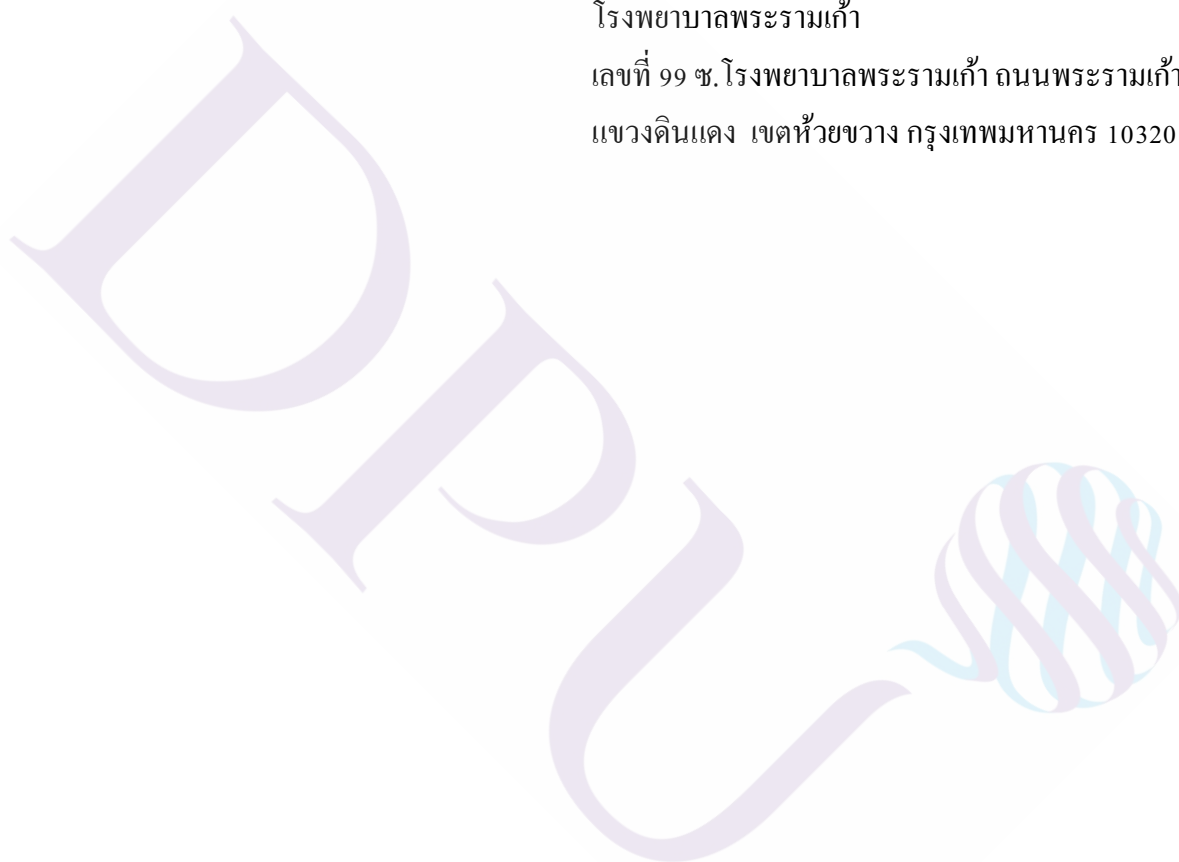 โรงพยาบาลพระรามเก้า
เลขที่ 99 ซ.โรงพยาบาลพระรามเก้า ถนนพระรามเก้า
แขวงดินแดง เขตห้วยขวาง กรุงเทพมหานคร 10320
DPU